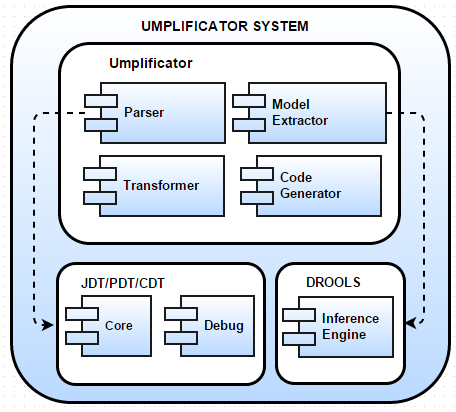 UMPLIFICATOR SYSTEM
Umplificator
Parser
Model
Extractor
Transformer
Code
Generator
JDT/PDT/CDT
Core
Debug
DROOLS
Inference
Engine